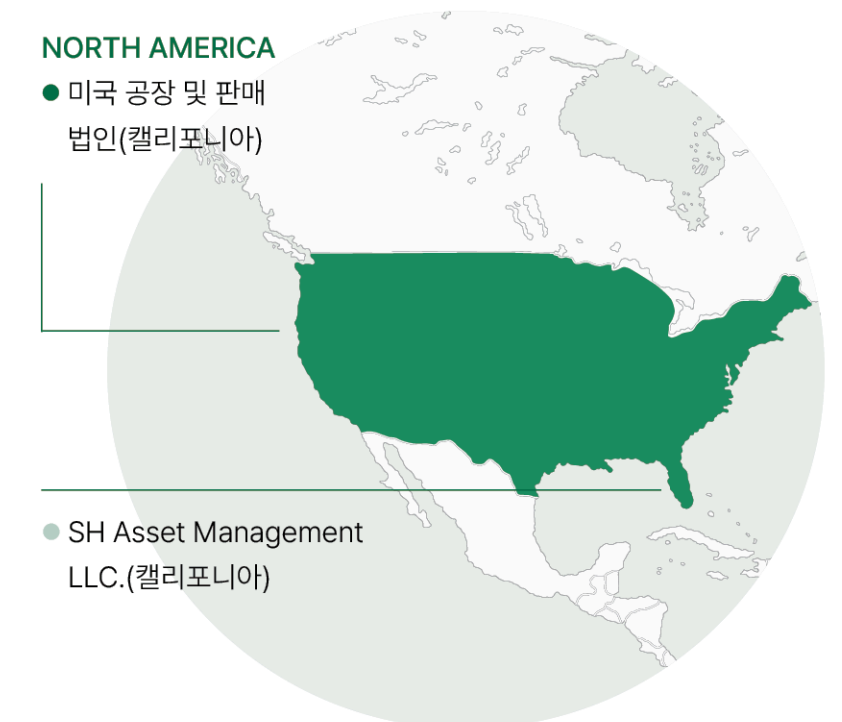 NORTH AMERICA
● 미국 공장 및 판매
법인(캘리포니아)
● SH Asset Management
LLC.(캘리포니아)